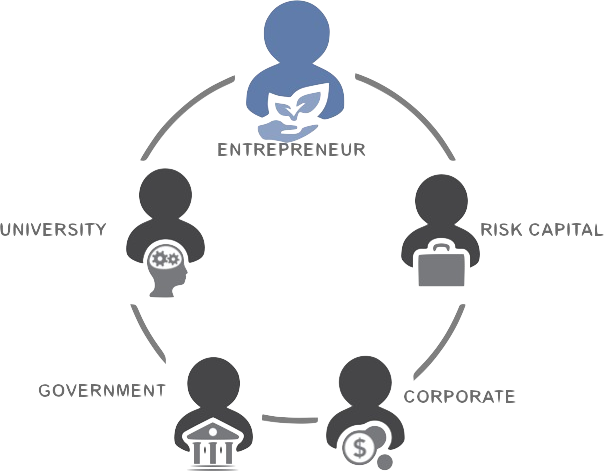 ENTREPRENEUR
UNIVERSITY
RISK CAPITAL
GOVERNMENT
CORPORATE
$